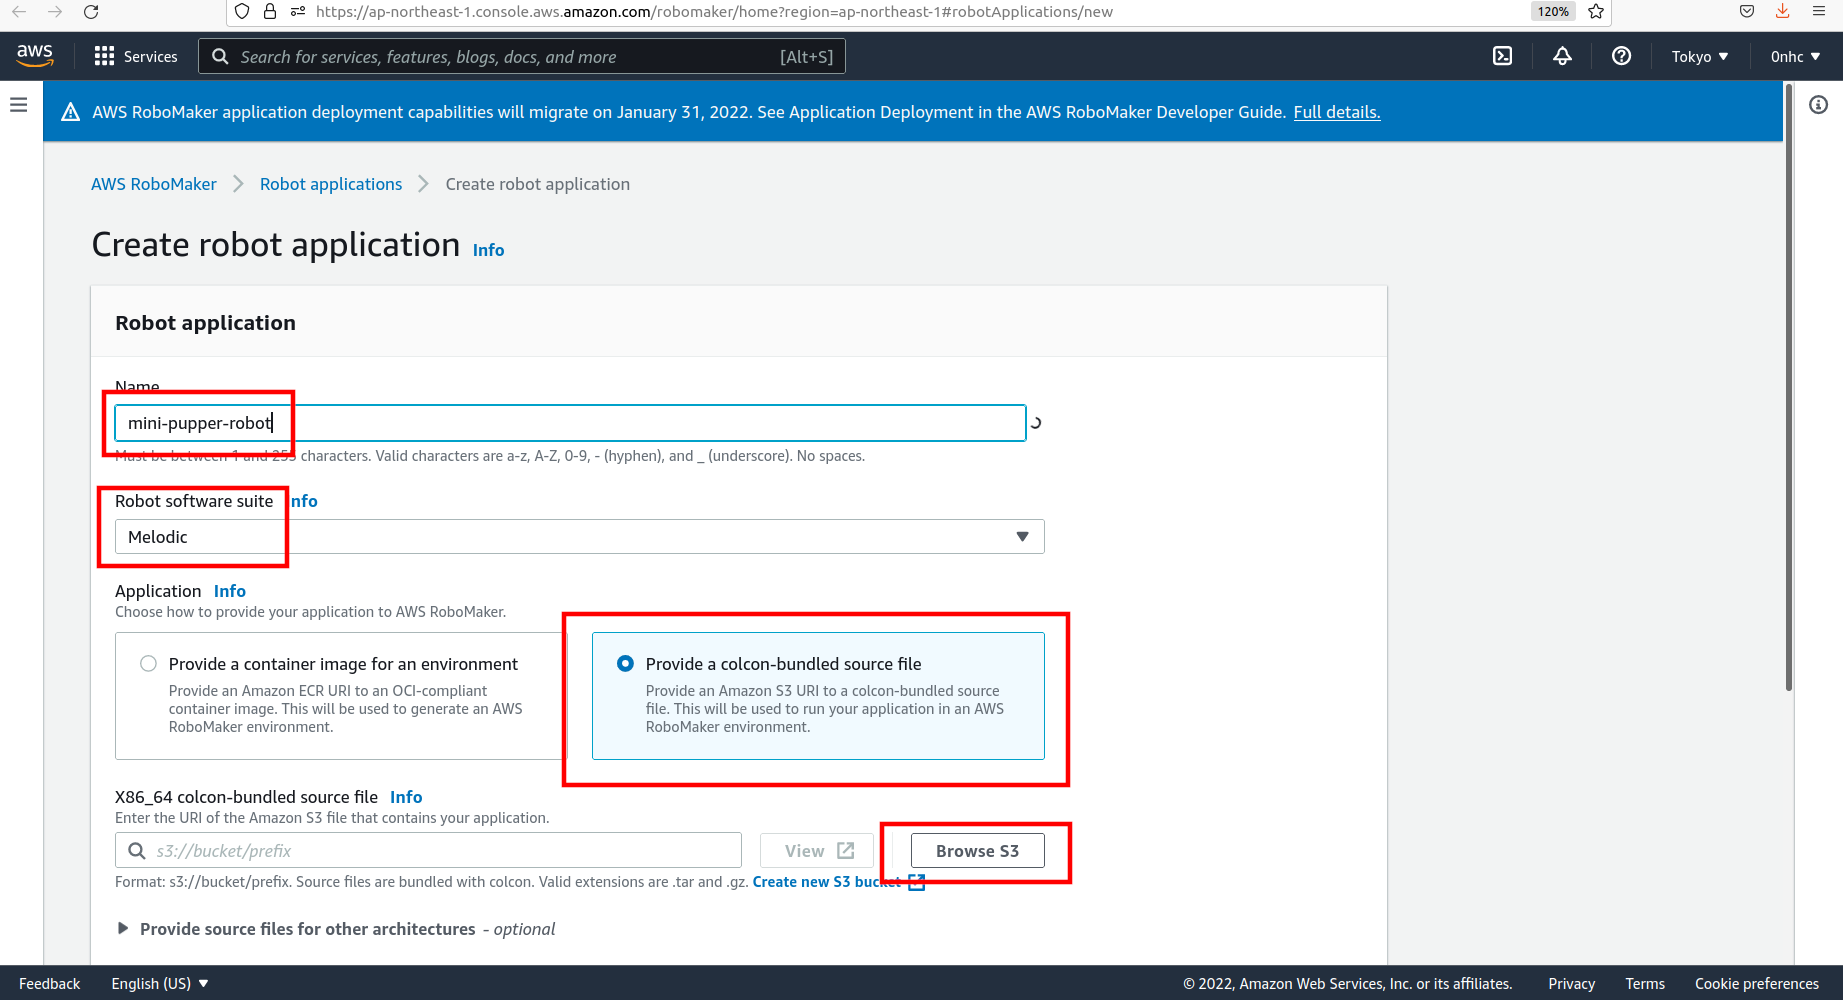 https://ap-northeast-1.console.aws.amazon.com/robomaker/home?region=ap-northeast-1#robotApplications/new 120%
aws Services Search for services, features, blogs, docs, and more [Alt+S] Tokyo 0nhc
AWS RoboMaker application deployment capabilities will migrate on January 31, 2022. See Application Deployment in the AWS RoboMaker Developer Guide. Full details.
AWS RoboMaker Robot applications Create robot application
Create robot application Info
Robot application
Name
mini-pupper-robot
Must be between 1 and 255 characters. Valid characters are a-z, A-Z, 0-9, - (hyphen), and _ (underscore). No spaces.
Robot software suite Info
Melodic
Application Info
Choose how to provide your application to AWS RoboMaker.
Provide a container image for an environment
Provide an Amazon ECR URI to an OCI-compliant
container image. This will be used to generate an AWS
RoboMaker environment.
Provide a colcon-bundled source file
Provide an Amazon S3 URI to a colcon-bundled source
file. This will be used to run your application in an AWS
RoboMaker environment.
X86_64 colcon-bundled source file Info
Enter the URI of the Amazon S3 file that contains your application.
s3://bucket/prefix View Browse S3
Format: s3://bucket/prefix. Source files are bundled with colcon. Valid extensions are .tar and .gz. Create new S3 bucket
Provide source files for other architectures - optional
Feedback English (US) © 2022, Amazon Web Services, Inc. or its affiliates. Privacy Terms Cookie preferences